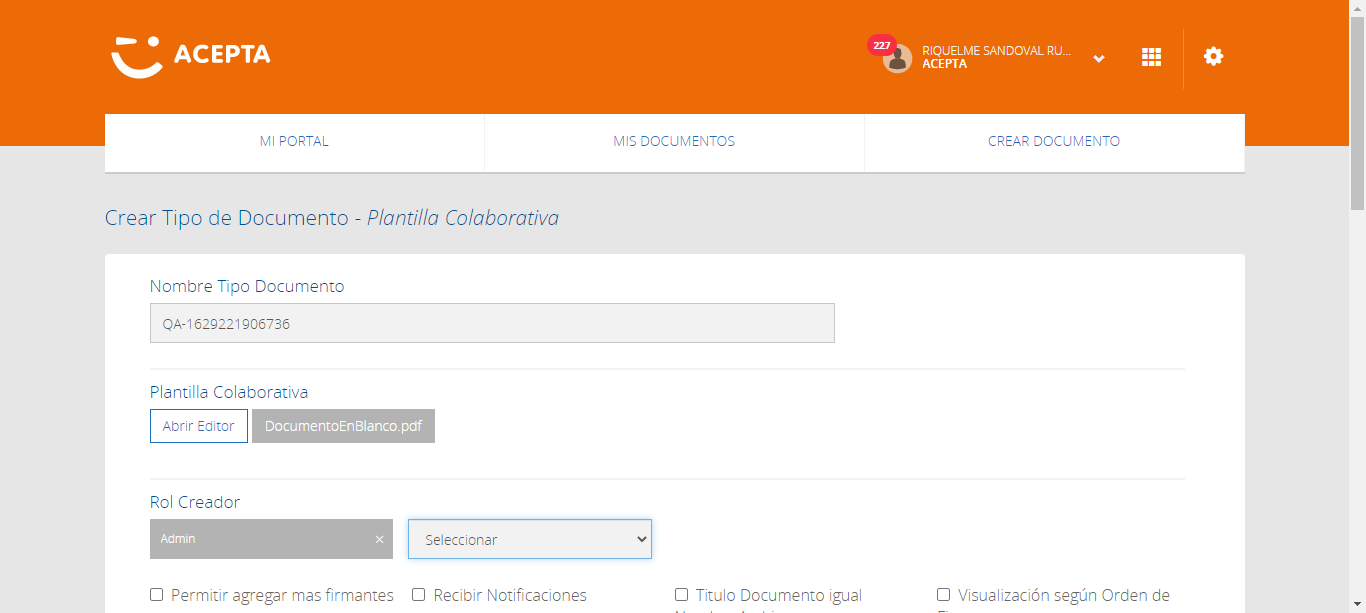 ACEPTA
227
RIQUELME SANDOVAL RU...
ACEPTA
MI PORTAL
MIS DOCUMENTOS
CREAR DOCUMENTO
Crear Tipo de Documento - Plantilla Colaborativa
Nombre Tipo Documento
QA-1629221906736
Plantilla Colaborativa
Abrir Editor
DocumentoEnBlanco.pdf
Rol Creador
Admin ×
Seleccionar
Permitir agregar mas firmantes
Recibir Notificaciones
Titulo Documento igual
Visualización según Orden de